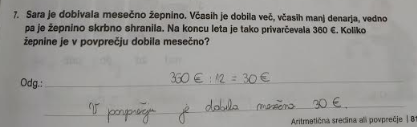 7. Sara je dobivala mesečno žepnino. Včasih je dobila več, včasih manj denarja, vedno
pa je žepnino skrbno shranila. Na koncu leta je tako privarčevala 360 €. Koliko
žepnine je v povprečju dobila mesečno?
Odg.: 360 € : 12 = 30 €
V povprečju je dobila mesečno 30 €.
Aritmetična sredina ali povprečje | 8